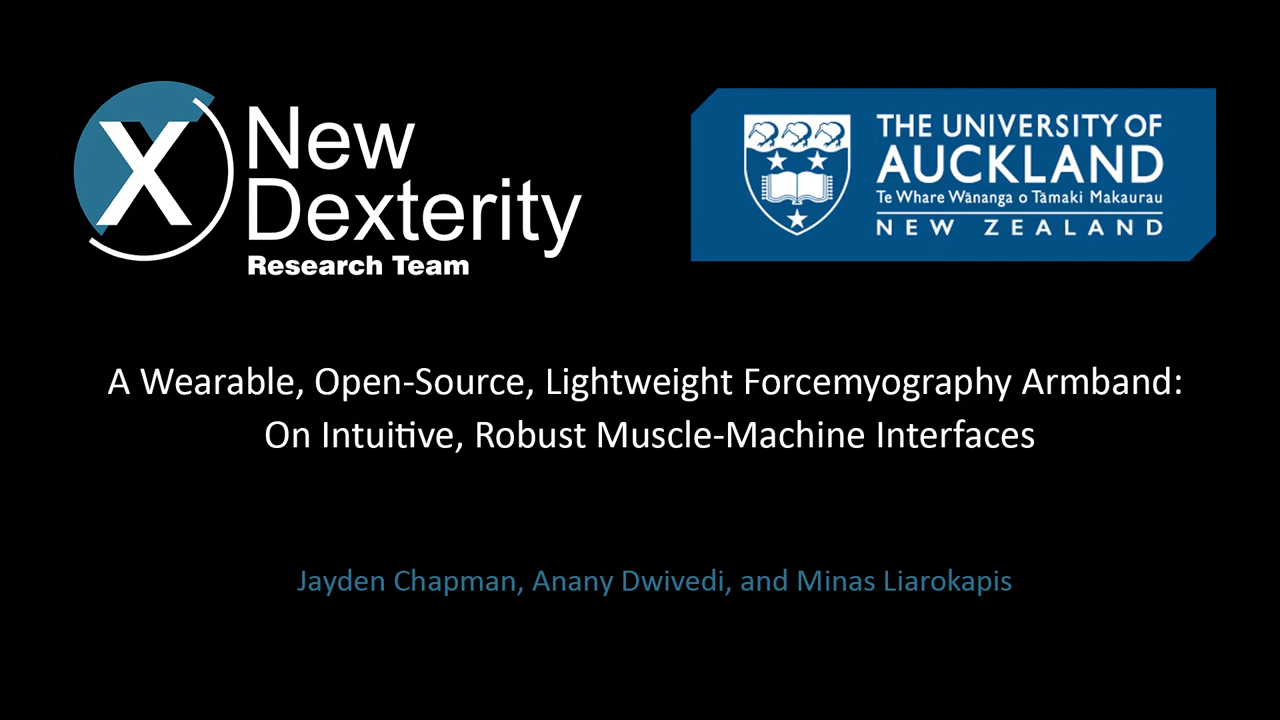 X
New
Dexterity
Research Team
THE UNIVERSITY OF
AUCKLAND
Te Whare Wānanga o Tāmaki Makaurau
NEW ZEALAND
A Wearable, Open-Source, Lightweight Forcemyography Armband:
On Intuitive, Robust Muscle-Machine Interfaces
Jayden Chapman, Anany Dwivedi, and Minas Liarokapis